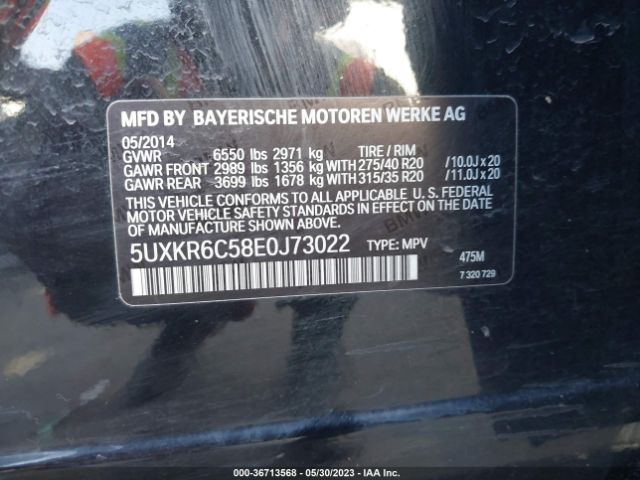 MFD BY BAYERISCHE MOTOREN WERKE AG
05/2014 TIRE / RIM
GVWR 6550 lbs 2971 kg
GAWR FRONT 2989 lbs 1356 kg WITH 275/40 R20 /10.0J x 20
GAWR REAR 3699 lbs 1678 kg WITH 315/35 R20 /11.0J x 20
THIS VEHICLE CONFORMS TO ALL APPLICABLE U. S. FEDERAL
MOTOR VEHICLE SAFETY STANDARDS IN EFFECT ON THE DATE
OF MANUFACTURE SHOWN ABOVE.
5UXKR6C58E0J73022 TYPE: MPV 475M
7 320 729
000-36713568 - 05/30/2023 - IAA Inc.